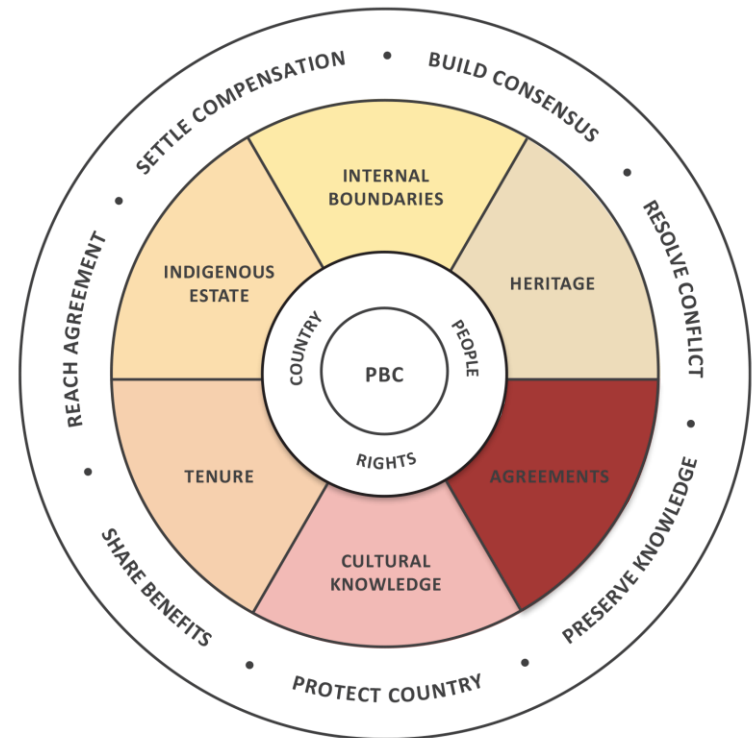 SETTLE COMPENSATION
BUILD CONSENSUS
RESOLVE CONFLICT
PRESERVE KNOWLEDGE
PROTECT COUNTRY
SHARE BENEFITS
REACH AGREEMENT
INTERNAL
BOUNDARIES
HERITAGE
AGREEMENTS
CULTURAL
KNOWLEDGE
TENURE
INDIGENOUS
ESTATE
COUNTRY
PEOPLE
RIGHTS
PBC